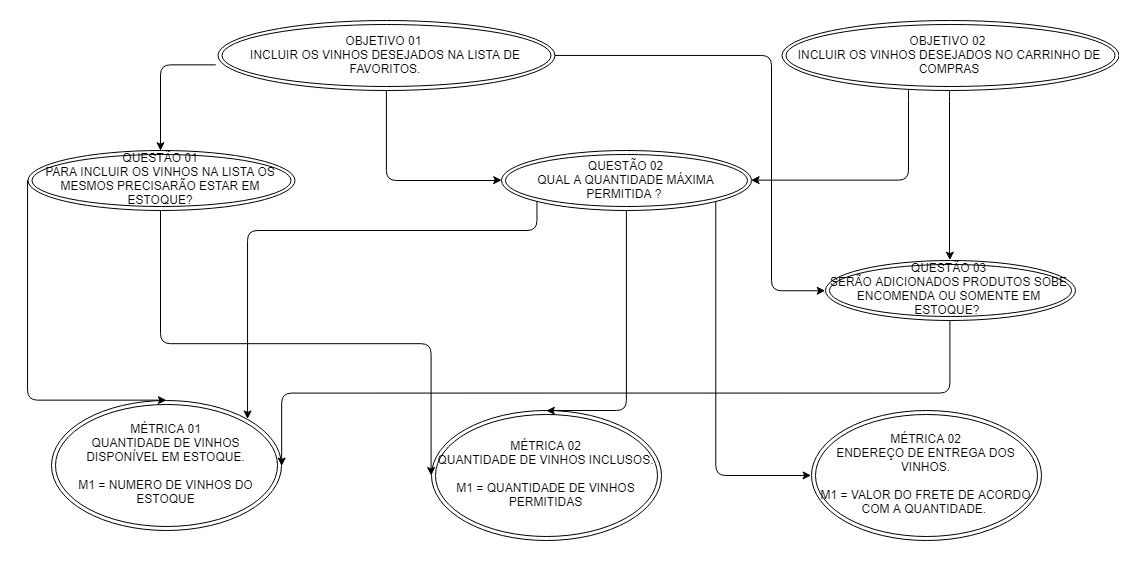 OBJETIVO 01
INCLUIR OS VINHOS DESEJADOS NA LISTA DE
FAVORITOS.
OBJETIVO 02
INCLUIR OS VINHOS DESEJADOS NO CARRINHO DE
COMPRAS
QUESTÃO 01
PARA INCLUIR OS VINHOS NA LISTA OS
MESMOS PRECISARÃO ESTAR EM
ESTOQUE?
QUESTÃO 02
QUAL A QUANTIDADE MÁXIMA
PERMITIDA ?
QUESTÃO 03
SERÃO ADICIONADOS PRODUTOS SOBE
ENCOMENDA OU SOMENTE EM
ESTOQUE?
MÉTRICA 01
QUANTIDADE DE VINHOS
DISPONÍVEL EM ESTOQUE.
M1 = NUMERO DE VINHOS DO
ESTOQUE
MÉTRICA 02
QUANTIDADE DE VINHOS INCLUSOS.
M1 = QUANTIDADE DE VINHOS
PERMITIDAS
MÉTRICA 02
ENDEREÇO DE ENTREGA DOS
VINHOS.
M1 = VALOR DO FRETE DE ACORDO
COM A QUANTIDADE.